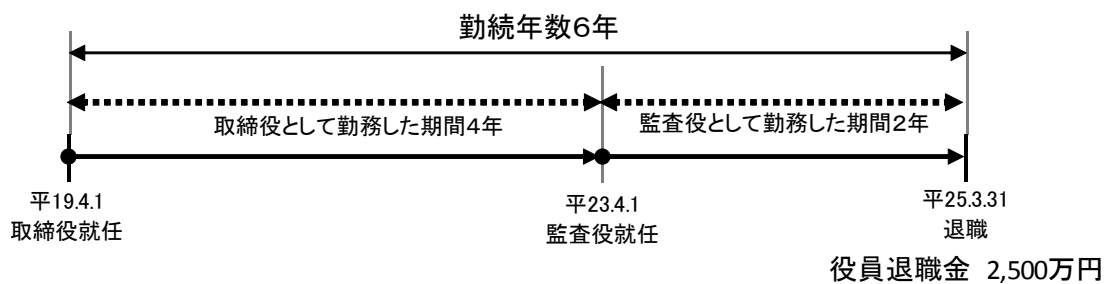 勤続年数6年
取締役として勤務した期間4年
監査役として勤務した期間2年
平19.4.1
取締役就任
平23.4.1
監査役就任
平25.3.31
退職
役員退職金 2,500万円